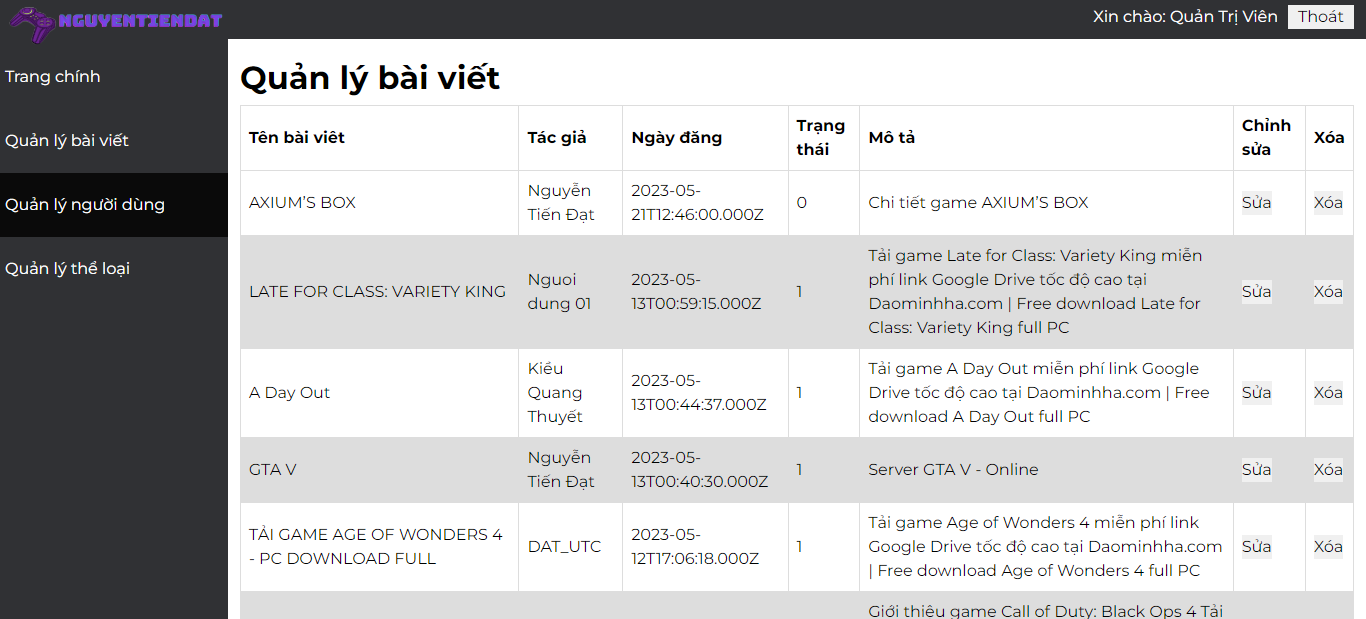 NGUYENTIENDAT
Xin chào: Quản Trị Viên Thoát
Trang chính
Quản lý bài viết
Quản lý người dùng
Quản lý thể loại
Quản lý bài viết
Tên bài viêt
Tác giả
Ngày đăng
Trạng
thái
Mô tả
Chỉnh
sửa
Xóa
AXIUM’S BOX
Nguyễn
Tiến Đạt
2023-05-
21T12:46:00.000Z
0
Chi tiết game AXIUM’S BOX
Sửa
Xóa
LATE FOR CLASS: VARIETY KING
Nguoi
dung 01
2023-05-
13T00:59:15.000Z
1
Tải game Late for Class: Variety King miễn
phí link Google Drive tốc độ cao tại
Daominhha.com | Free download Late for
Class: Variety King full PC
Sửa
Xóa
A Day Out
Kiều
Quang
Thuyết
2023-05-
13T00:44:37.000Z
1
Tải game A Day Out miễn phí link Google
Drive tốc độ cao tại Daominhha.com | Free
download A Day Out full PC
Sửa
Xóa
GTA V
Nguyễn
Tiến Đạt
2023-05-
13T00:40:30.000Z
1
Server GTA V - Online
Sửa
Xóa
TẢI GAME AGE OF WONDERS 4
- PC DOWNLOAD FULL
DAT_UTC
2023-05-
12T17:06:18.000Z
1
Tải game Age of Wonders 4 miễn phí link
Google Drive tốc độ cao tại Daominhha.com
| Free download Age of Wonders 4 full PC
Sửa
Xóa
Giới thiệu game Call of Duty: Black Ops 4 Tải